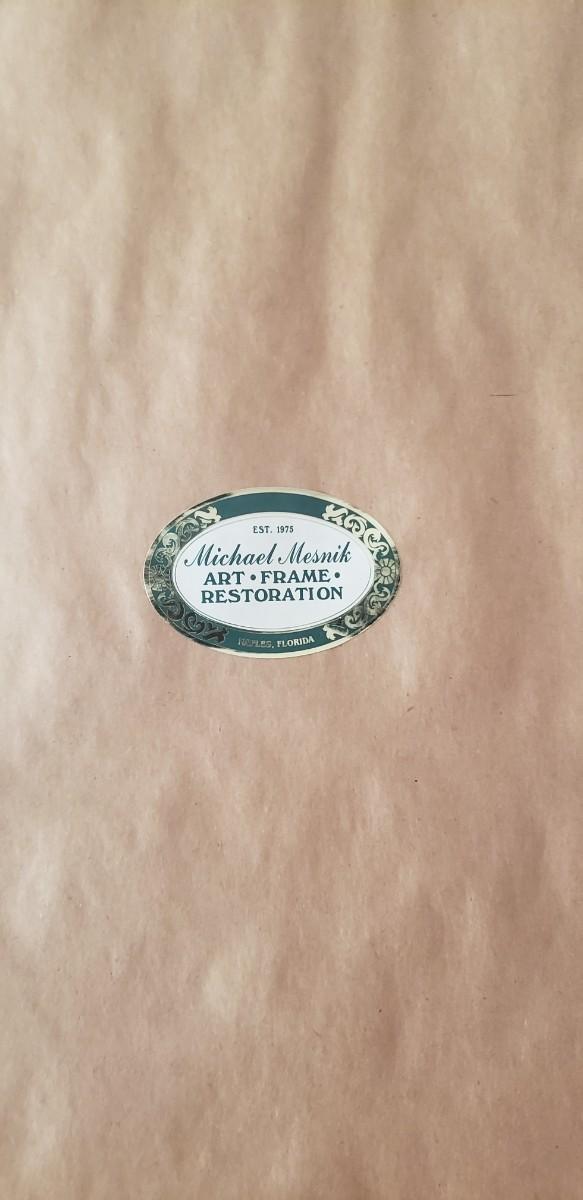 EST. 1975
Michael Mesnik
ART • FRAME •
RESTORATION
NAPLES, FLORIDA